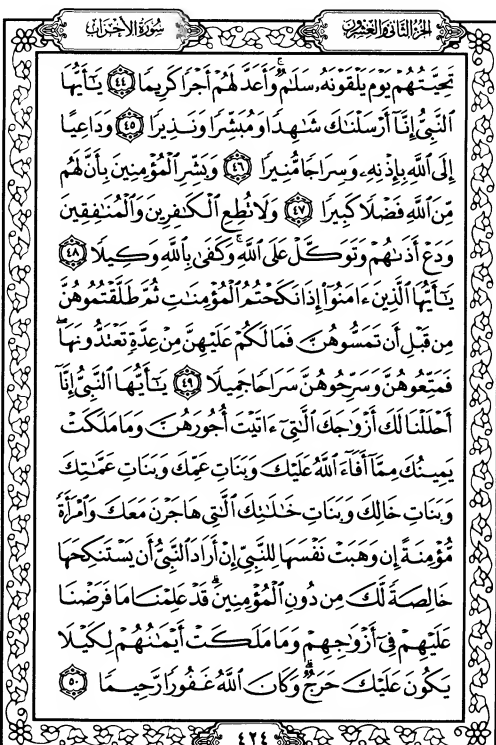 الجزء الثاني والعشرون
سورة الأحزاب
تَحِيَّتُهُمْ يَوْمَ يَلْقَوْنَهُۥ سَلَٰمٌ ۚ وَأَعَدَّ لَهُمْ أَجْرًا كَرِيمًا ٤٤ يَٰٓأَيُّهَا
ٱلنَّبِىُّ إِنَّآ أَرْسَلْنَٰكَ شَٰهِدًا وَمُبَشِّرًا وَنَذِيرًا ٤٥ وَدَاعِيًا
إِلَى ٱللَّهِ بِإِذْنِهِۦ وَسِرَاجًا مُّنِيرًا ٤٦ وَبَشِّرِ ٱلْمُؤْمِنِينَ بِأَنَّ لَهُم
مِّنَ ٱللَّهِ فَضْلًا كَبِيرًا ٤٧ وَلَا تُطِعِ ٱلْكَٰفِرِينَ وَٱلْمُنَٰفِقِينَ
وَدَعْ أَذَىٰهُمْ وَتَوَكَّلْ عَلَى ٱللَّهِ ۚ وَكَفَىٰ بِٱللَّهِ وَكِيلًا ٤٨
يَٰٓأَيُّهَا ٱلَّذِينَ ءَامَنُوٓا۟ إِذَا نَكَحْتُمُ ٱلْمُؤْمِنَٰتِ ثُمَّ طَلَّقْتُمُوهُنَّ
مِن قَبْلِ أَن تَمَسُّوهُنَّ فَمَا لَكُمْ عَلَيْهِنَّ مِنْ عِدَّةٍ تَعْتَدُّونَهَا ۖ
فَمَتِّعُوهُنَّ وَسَرِّحُوهُنَّ سَرَاحًا جَمِيلًا ٤٩ يَٰٓأَيُّهَا ٱلنَّبِىُّ إِنَّآ
أَحْلَلْنَا لَكَ أَزْوَٰجَكَ ٱلَّٰتِىٓ ءَاتَيْتَ أُجُورَهُنَّ وَمَا مَلَكَتْ
يَمِينُكَ مِمَّآ أَفَآءَ ٱللَّهُ عَلَيْكَ وَبَنَاتِ عَمِّكَ وَبَنَاتِ عَمَّٰتِكَ
وَبَنَاتِ خَالِكَ وَبَنَاتِ خَٰلَٰتِكَ ٱلَّٰتِى هَاجَرْنَ مَعَكَ وَٱمْرَأَةً
مُّؤْمِنَةً إِن وَهَبَتْ نَفْسَهَا لِلنَّبِىِّ إِنْ أَرَادَ ٱلنَّبِىُّ أَن يَسْتَنكِحَهَا
خَالِصَةً لَّكَ مِن دُونِ ٱلْمُؤْمِنِينَ ۗ قَدْ عَلِمْنَا مَا فَرَضْنَا
عَلَيْهِمْ فِىٓ أَزْوَٰجِهِمْ وَمَا مَلَكَتْ أَيْمَٰنُهُمْ لِكَيْلَا
يَكُونَ عَلَيْكَ حَرَجٌ ۗ وَكَانَ ٱللَّهُ غَفُورًا رَّحِيمًا ٥٠
٤٢٤